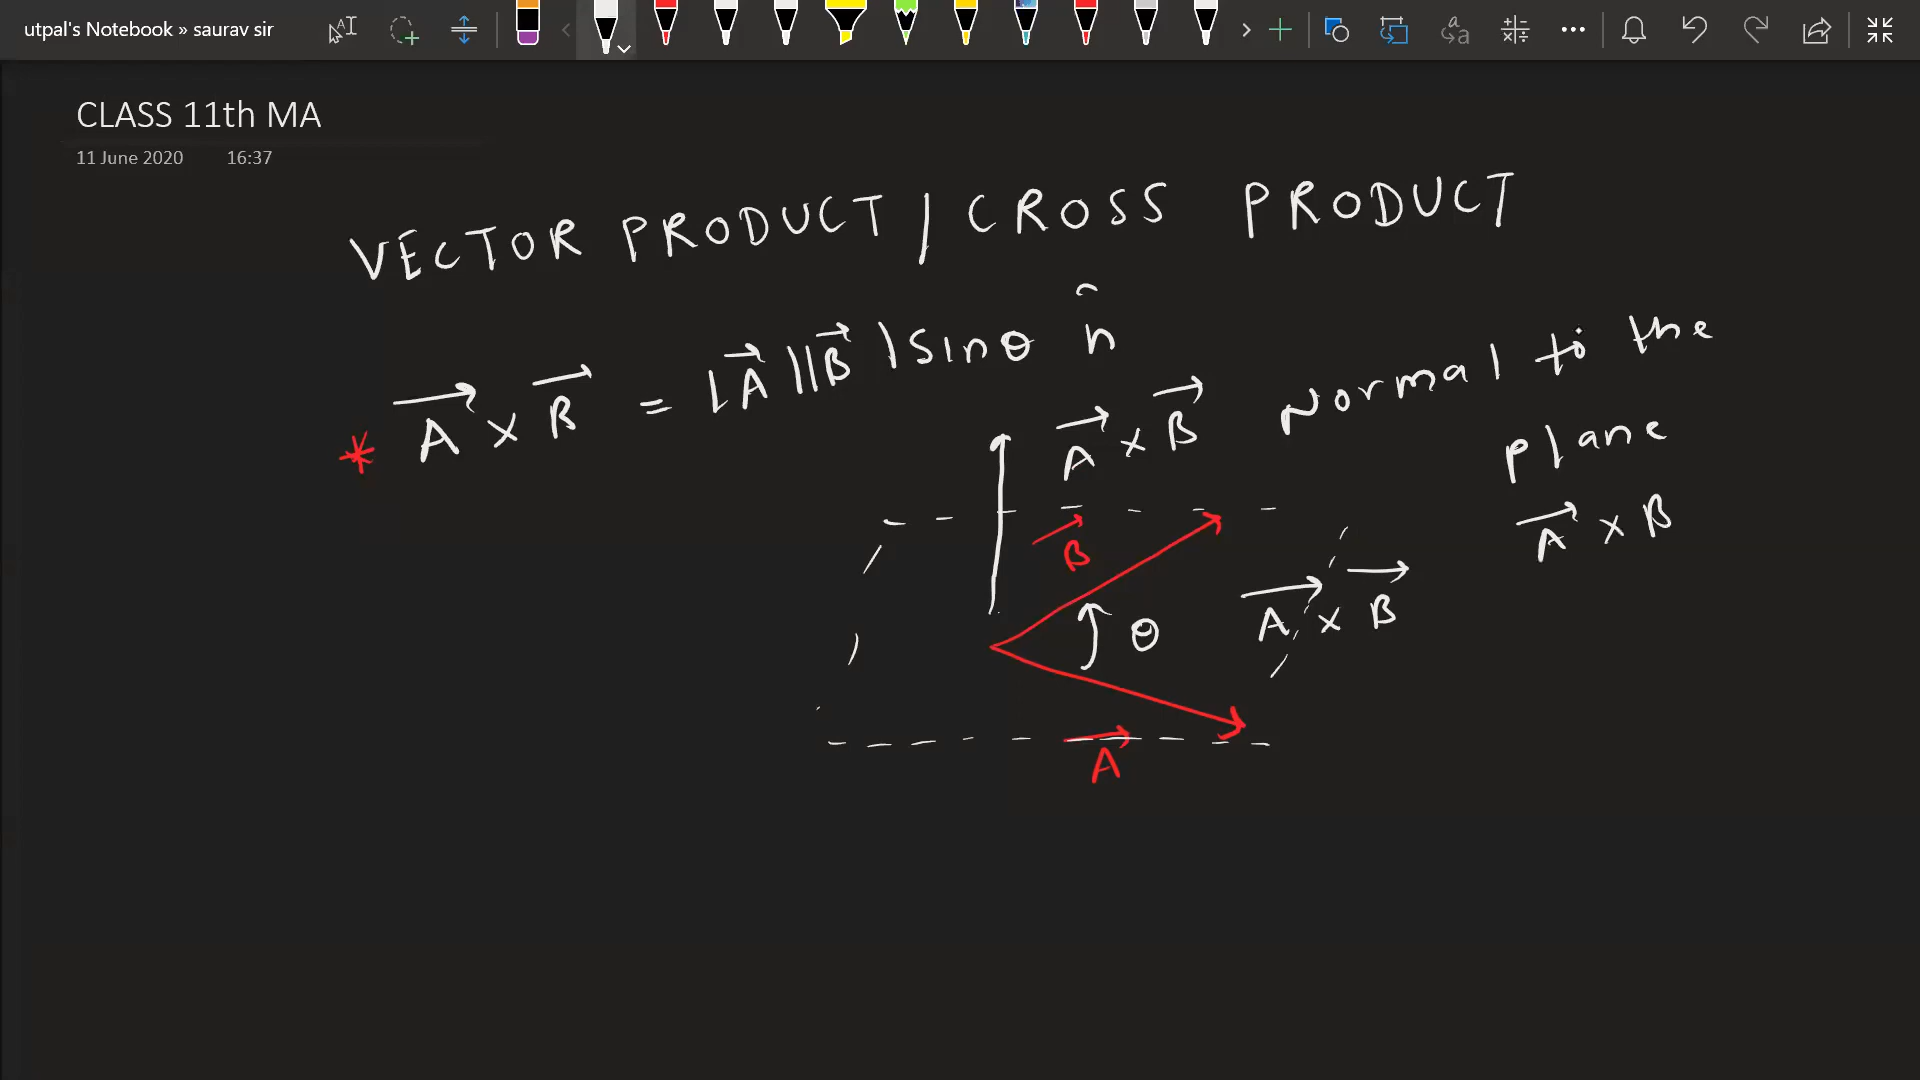 utpal's Notebook » saurav sir
CLASS 11th MA
11 June 2020 16:37
VECTOR PRODUCT / CROSS PRODUCT
* A⃗ × B⃗ = |A⃗||B⃗| sinθ n̂
A⃗ × B⃗
Normal to the
plane
A⃗ × B
B⃗
θ
A⃗ × B⃗
A⃗